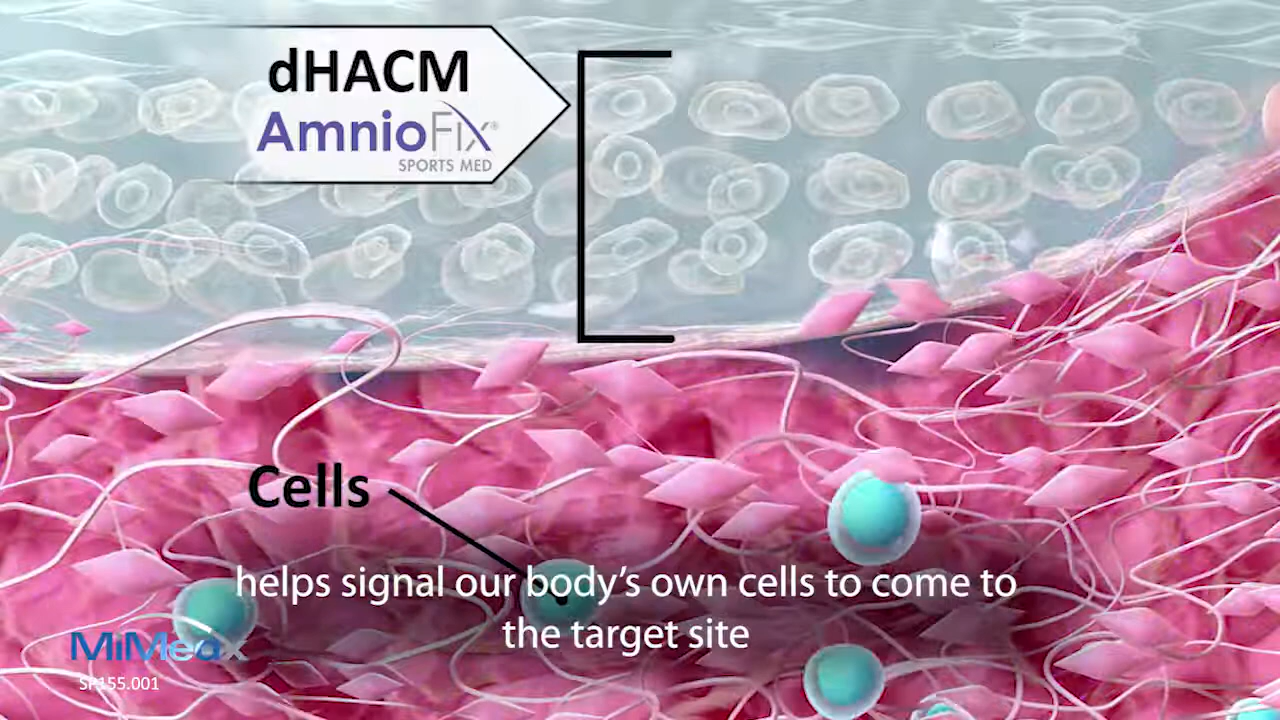 dHACM
AmnioFix®
SPORTS MED
Cells
helps signal our body’s own cells to come to
the target site
MiMedx
SP155.001